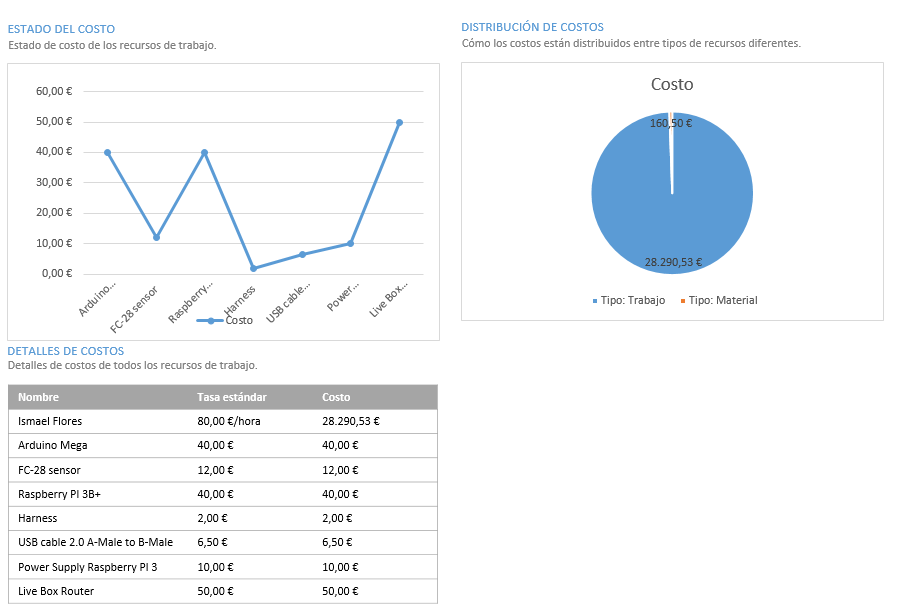 ESTADO DEL COSTO
Estado de costo de los recursos de trabajo.
60,00 €
50,00 €
40,00 €
30,00 €
20,00 €
10,00 €
0,00 €
Arduino...
FC-28 sensor
Raspberry...
Harness
USB cable...
Power...
Live Box...
Costo
DISTRIBUCIÓN DE COSTOS
Cómo los costos están distribuidos entre tipos de recursos diferentes.
Costo
160,50 €
28.290,53 €
Tipo: Trabajo Tipo: Material
DETALLES DE COSTOS
Detalles de costos de todos los recursos de trabajo.
Nombre Tasa estándar Costo
Ismael Flores 80,00 €/hora 28.290,53 €
Arduino Mega 40,00 € 40,00 €
FC-28 sensor 12,00 € 12,00 €
Raspberry PI 3B+ 40,00 € 40,00 €
Harness 2,00 € 2,00 €
USB cable 2.0 A-Male to B-Male 6,50 € 6,50 €
Power Supply Raspberry PI 3 10,00 € 10,00 €
Live Box Router 50,00 € 50,00 €